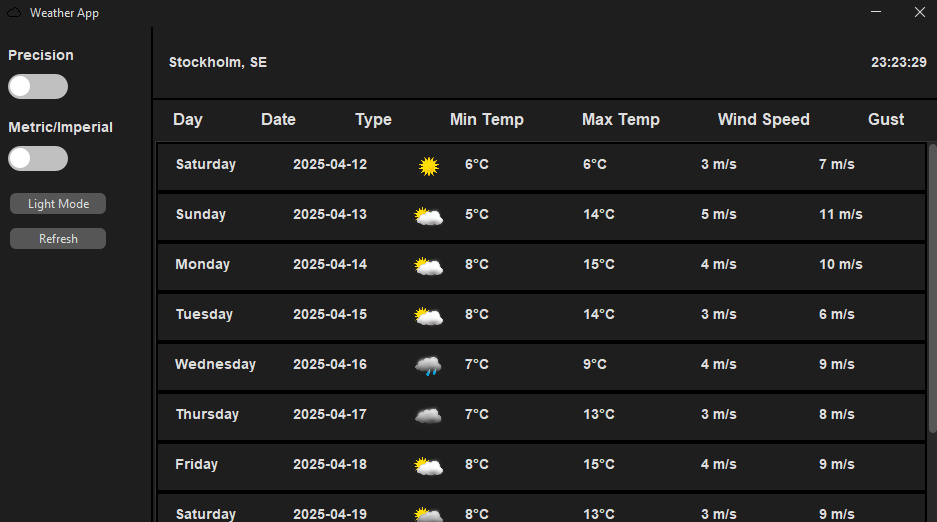 Weather App
Precision
Metric/Imperial
Light Mode
Refresh
Stockholm, SE 23:23:29
Day Date Type Min Temp Max Temp Wind Speed Gust
Saturday 2025-04-12 6°C 6°C 3 m/s 7 m/s
Sunday 2025-04-13 5°C 14°C 5 m/s 11 m/s
Monday 2025-04-14 8°C 15°C 4 m/s 10 m/s
Tuesday 2025-04-15 8°C 14°C 3 m/s 6 m/s
Wednesday 2025-04-16 7°C 9°C 4 m/s 9 m/s
Thursday 2025-04-17 7°C 13°C 3 m/s 8 m/s
Friday 2025-04-18 8°C 15°C 4 m/s 9 m/s
Saturday 2025-04-19 8°C 13°C 3 m/s 9 m/s